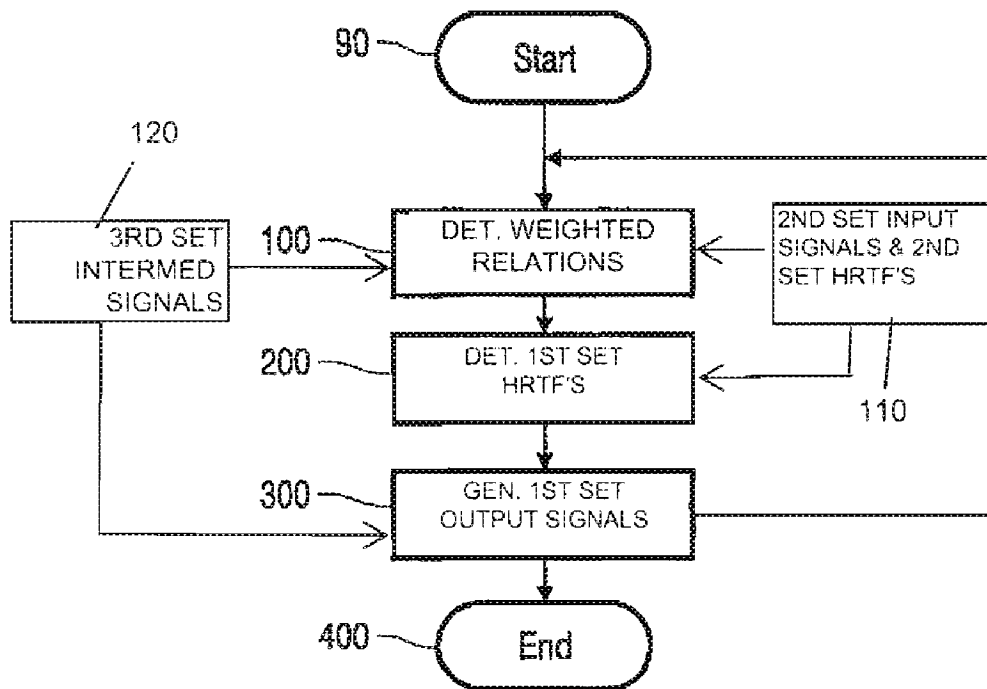 90
Start
120
3RD SET
INTERMED
SIGNALS
100
DET. WEIGHTED
RELATIONS
2ND SET INPUT
SIGNALS & 2ND
SET HRTF'S
200
DET. 1ST SET
HRTF'S
110
300
GEN. 1ST SET
OUTPUT SIGNALS
400
End